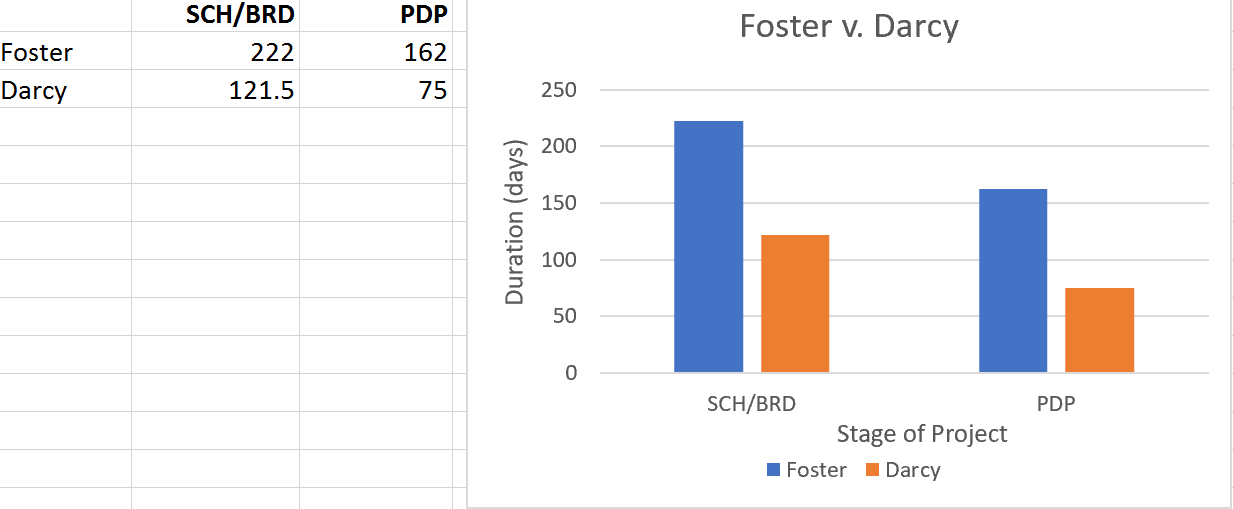 SCH/BRD PDP
Foster 222 162
Darcy 121.5 75
Foster v. Darcy
250
200
150
100
50
0
Duration (days)
SCH/BRD PDP
Stage of Project
Foster Darcy